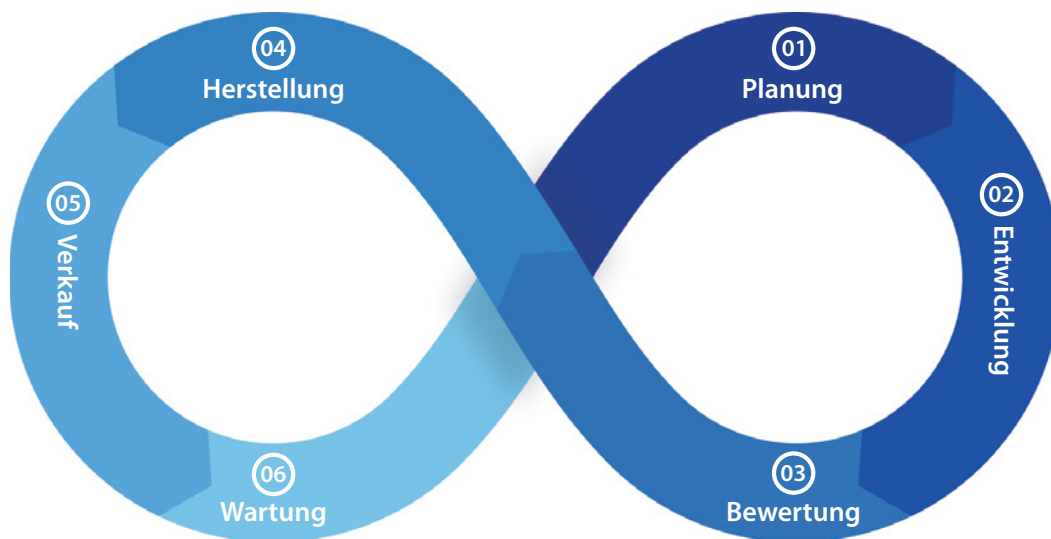 01
Planung
02
Entwicklung
03
Bewertung
04
Herstellung
05
Verkauf
06
Wartung